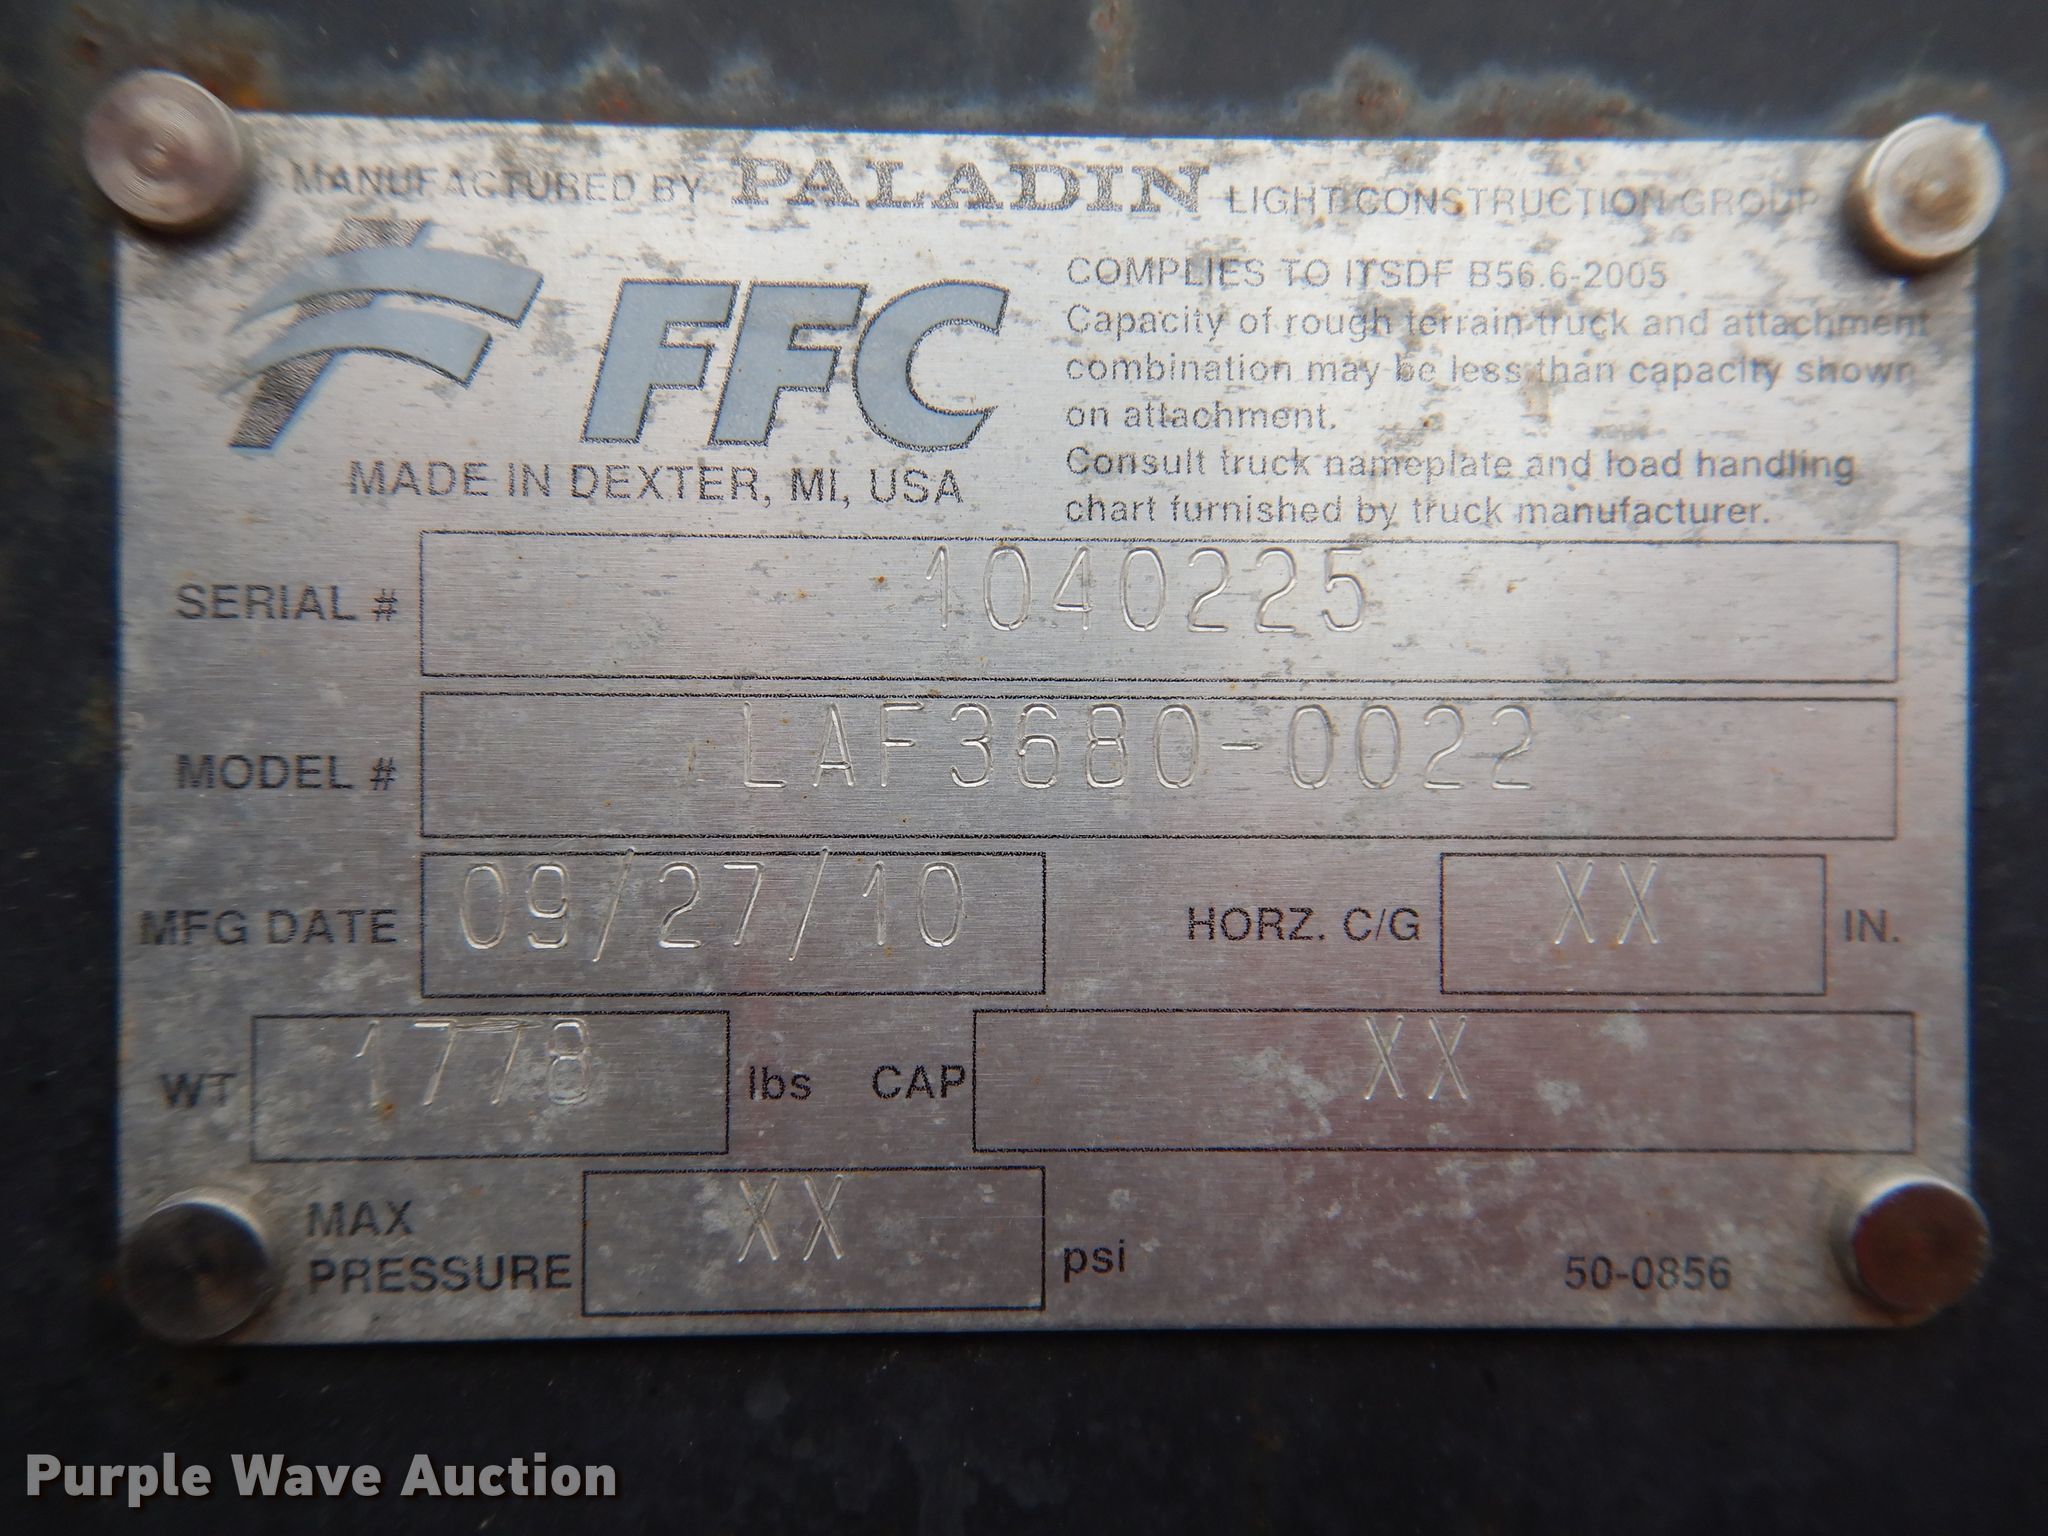 MANUFACTURED BY PALADIN LIGHT CONSTRUCTION GROUP
FFC
MADE IN DEXTER, MI, USA
COMPLIES TO ITSDF B56.6-2005
Capacity of rough terrain truck and attachment
combination may be less than capacity shown
on attachment.
Consult truck nameplate and load handling
chart furnished by truck manufacturer.
SERIAL # 1040225
MODEL # LAF3680-0022
MFG DATE 09/27/10 HORZ. C/G XX IN.
WT 1778 lbs CAP XX
MAX PRESSURE XX psi
50-0856
Purple Wave Auction